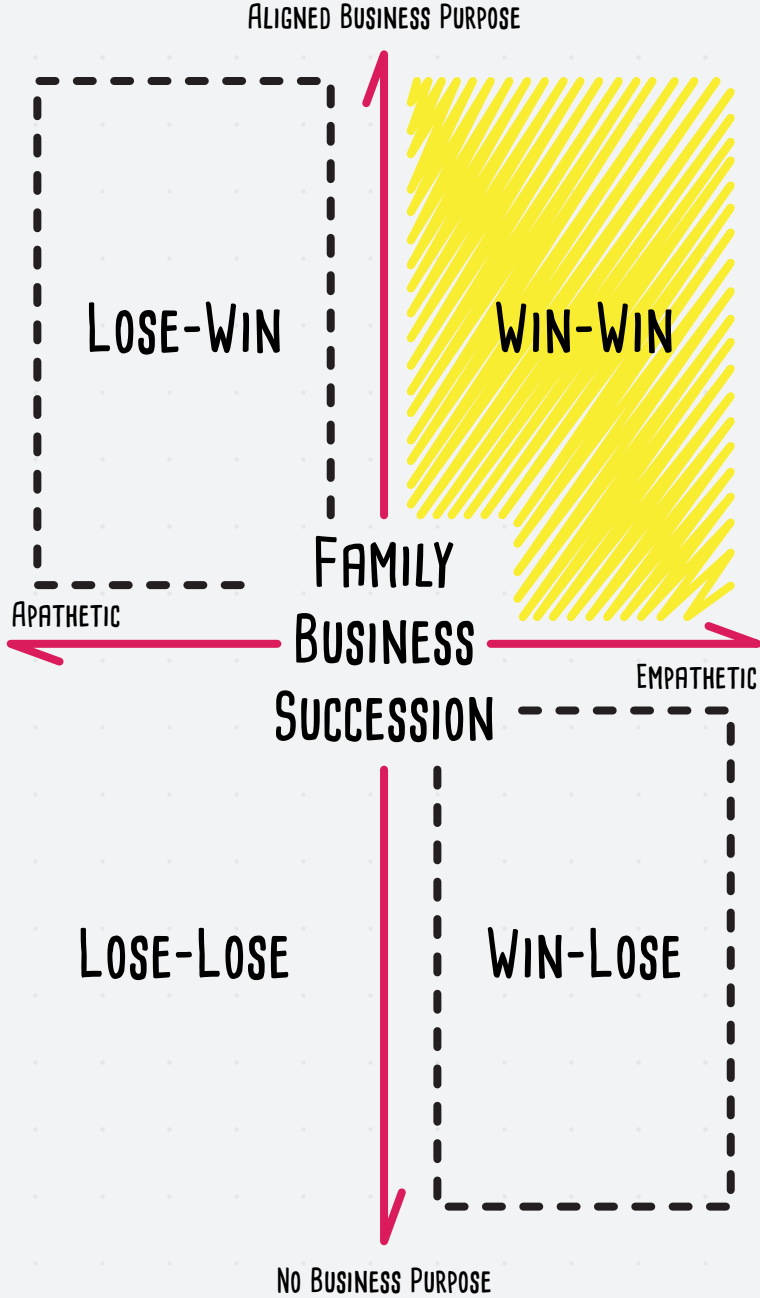 Aligned Business Purpose
Lose-Win
Win-Win
Family
Business
Succession
Apathetic
Empathetic
Lose-Lose
Win-Lose
No Business Purpose